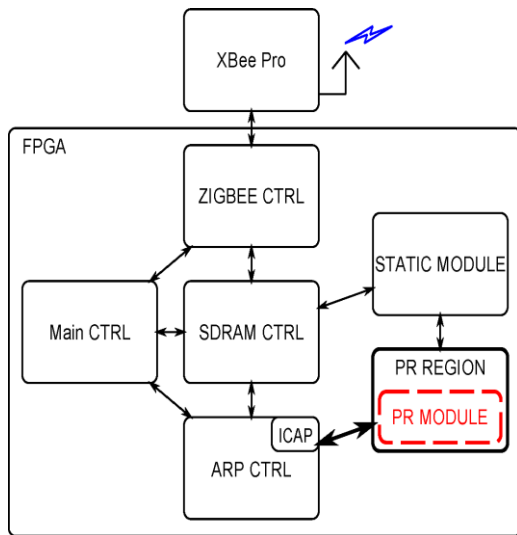 XBee Pro
FPGA
ZIGBEE CTRL
STATIC MODULE
Main CTRL
SDRAM CTRL
PR REGION
PR MODULE
ICAP
ARP CTRL